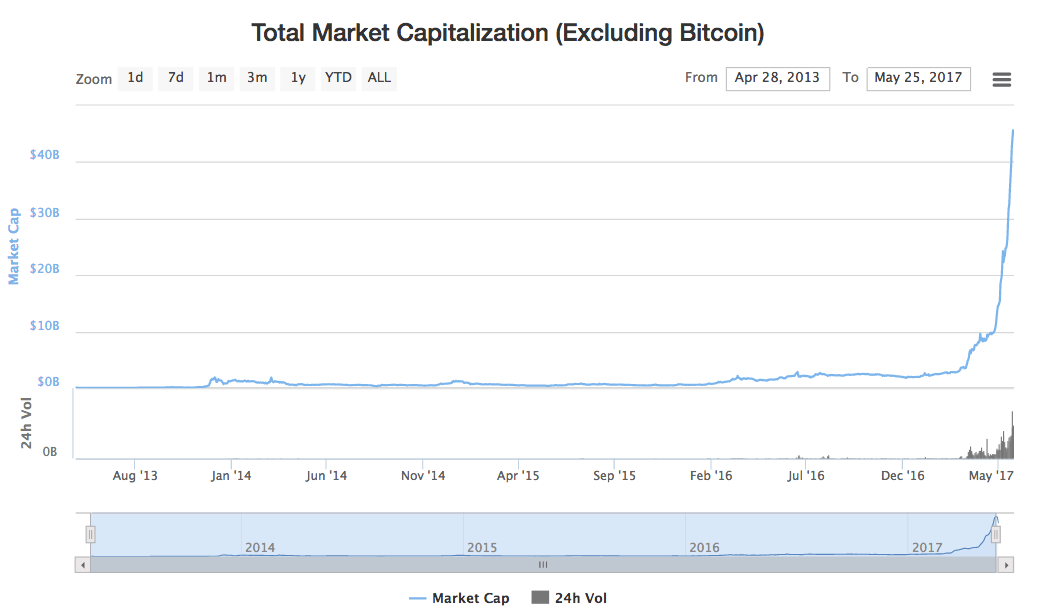 Total Market Capitalization (Excluding Bitcoin)
Zoom 1d 7d 1m 3m 1y YTD ALL From Apr 28, 2013 To May 25, 2017
$40B
$30B
$20B
$10B
$0B
Market Cap
24h Vol
0B
Aug '13 Jan '14 Jun '14 Nov '14 Apr '15 Sep '15 Feb '16 Jul '16 Dec '16 May '17
2014 2015 2016 2017
Market Cap 24h Vol